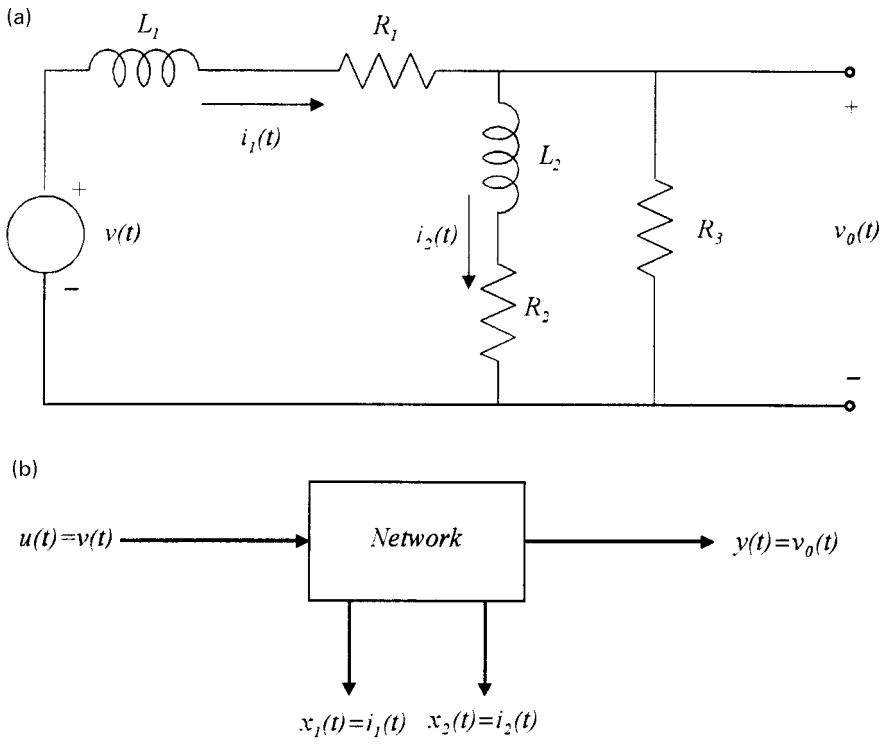 (a)
L₁
R₁
i₁(t)
+
L₂
+
v(t)
i₂(t)
R₃
v₀(t)
−
R₂
−
(b)
u(t)=v(t)
Network
y(t)=v₀(t)
x₁(t)=i₁(t) x₂(t)=i₂(t)